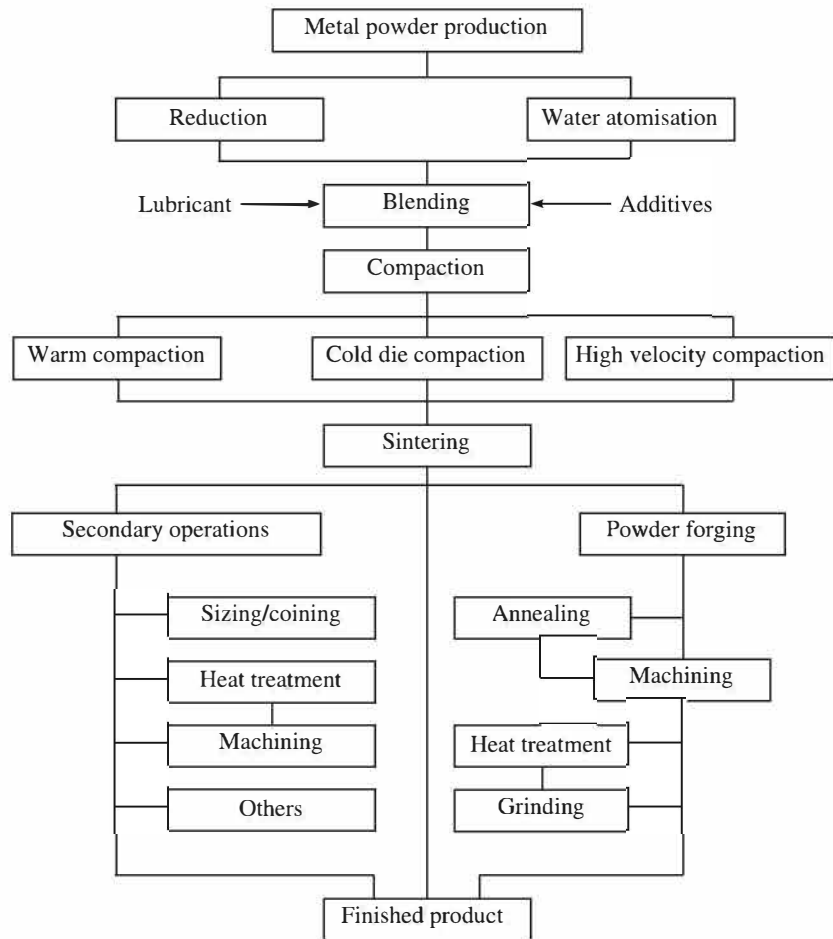 Metal powder production
Reduction
Water atomisation
Lubricant
Blending
Additives
Compaction
Warm compaction
Cold die compaction
High velocity compaction
Sintering
Secondary operations
Powder forging
Sizing/coining
Annealing
Heat treatment
Machining
Machining
Heat treatment
Others
Grinding
Finished product